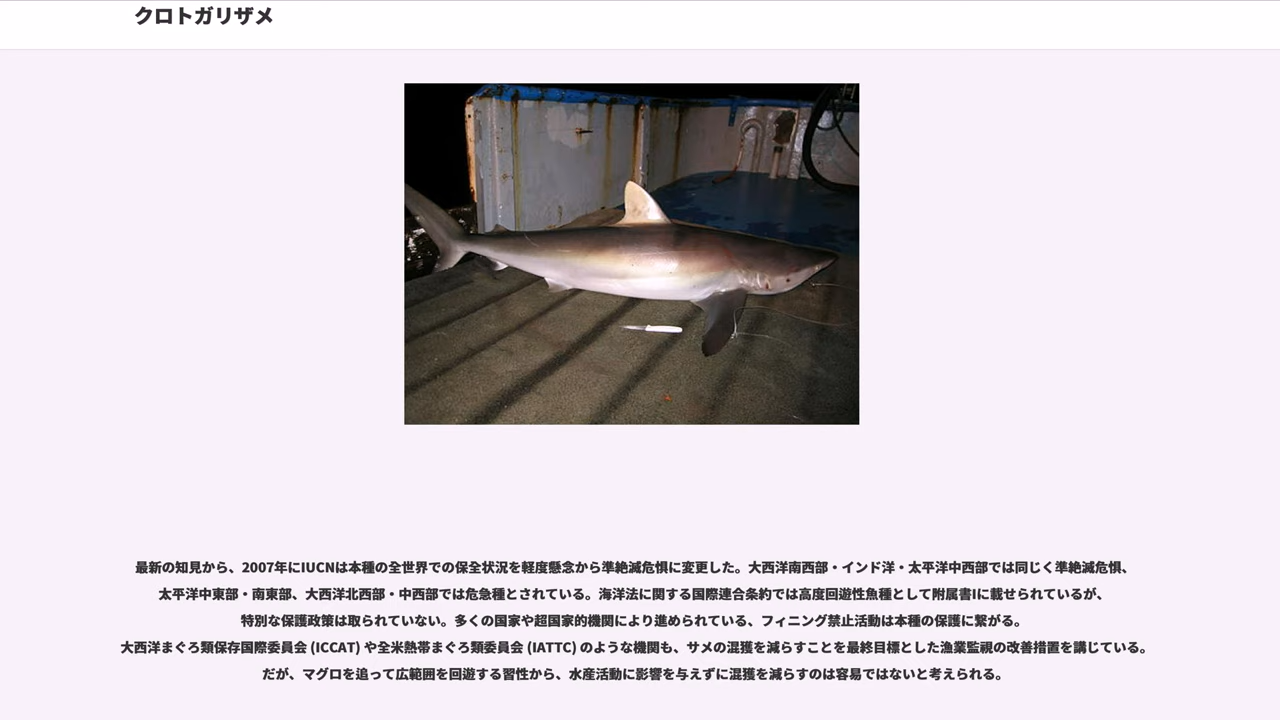 クロトガリザメ
最新の知見から、2007年にIUCNは本種の全世界での保全状況を軽度懸念から準絶滅危惧に変更した。大西洋南西部・インド洋・太平洋中西部では同じく準絶滅危惧、
太平洋中東部・南東部、大西洋北西部・中西部では危急種とされている。海洋法に関する国際連合条約では高度回遊性魚種として附属書Iに載せられているが、
特別な保護政策は取られていない。多くの国家や超国家的機関により進められている、フィニング禁止活動は本種の保護に繋がる。
大西洋まぐろ類保存国際委員会 (ICCAT) や全米熱帯まぐろ類委員会 (IATTC) のような機関も、サメの混獲を減らすことを最終目標とした漁業監視の改善措置を講じている。
だが、マグロを追って広範囲を回遊する習性から、水産活動に影響を与えずに混獲を減らすのは容易ではないと考えられる。